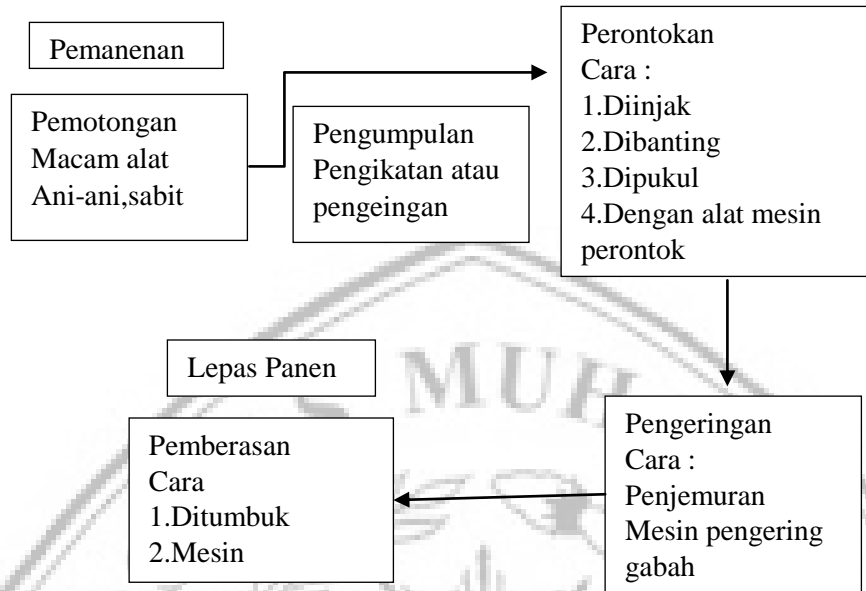 Pemanenan
Pemotongan
Macam alat
Ani-ani,sabit
Pengumpulan
Pengikatan atau
pengeingan
Perontokan
Cara :
1.Diinjak
2.Dibanting
3.Dipukul
4.Dengan alat mesin
perontok
Pengeringan
Cara :
Penjemuran
Mesin pengering
gabah
Lepas Panen
Pemberasan
Cara
1.Ditumbuk
2.Mesin
MUH